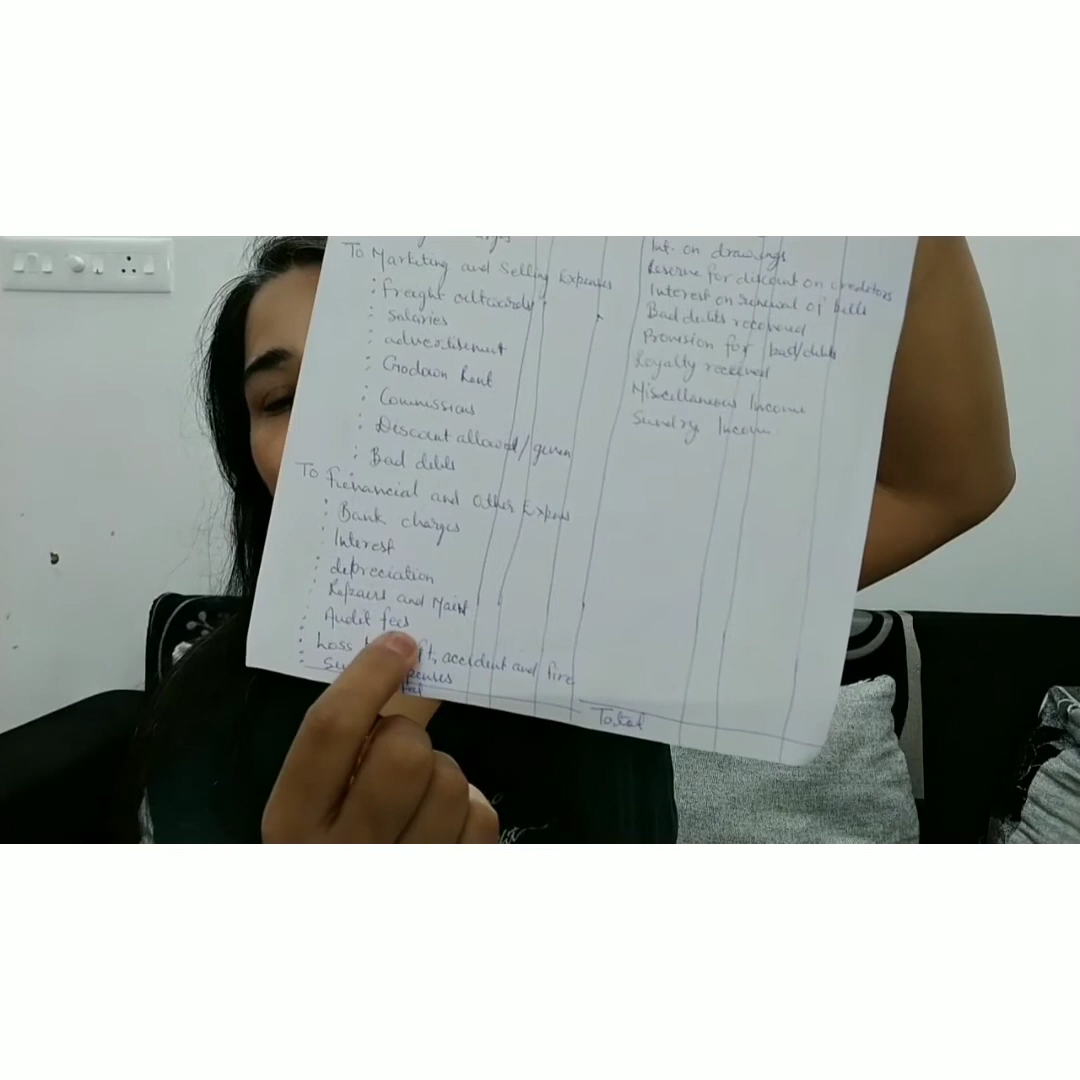 To Marketing and Selling Expenses
: freight outwards
: salaries
: advertisement
: Godown Rent
: Commissions
: Discount allowed/given
: Bad debts
To Financial and Other Expens
: Bank charges
: Interest
: depreciation
: Repairs and Maint
: Audit fees
: Loss accident and fire
Total
Int. on drawings
Reserve for discount on creditors
Interest on renewal of bills
Bad debts recovered
Provision for bad/debts
Royalty received
Miscellaneous Income
Sundry Income
Total